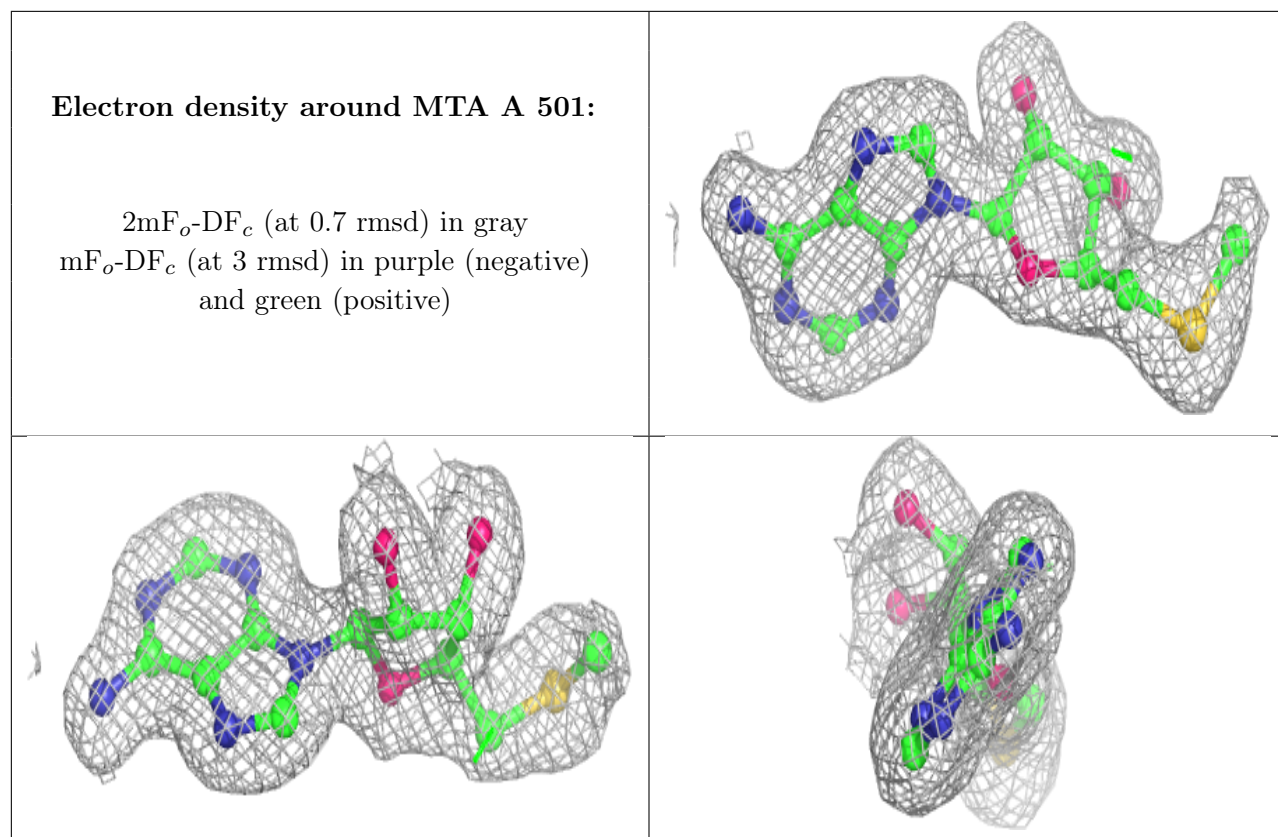 Electron density around MTA A 501:
2mFo-DFc (at 0.7 rmsd) in gray
mFo-DFc (at 3 rmsd) in purple (negative)
and green (positive)